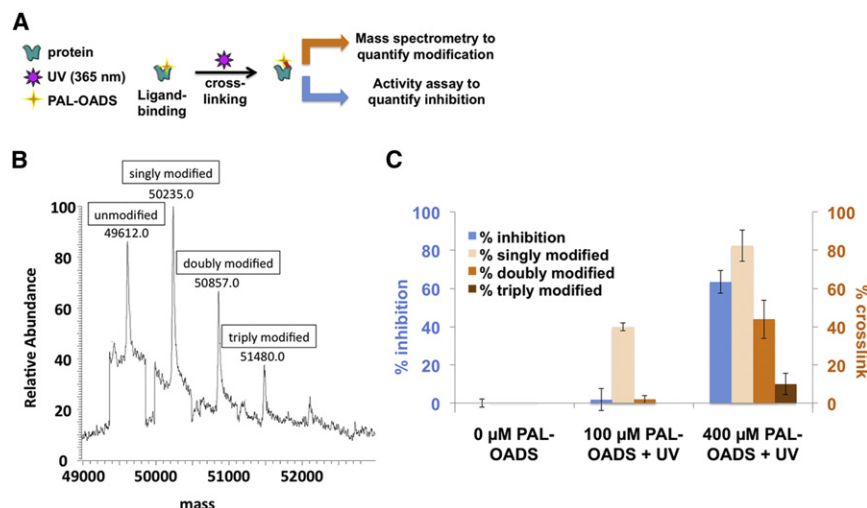 A
protein
UV (365 nm)
PAL-OADS
Ligand-
binding
cross-
linking
Mass spectrometry to
quantify modification
Activity assay to
quantify inhibition
B
singly modified
50235.0
unmodified
49612.0
doubly modified
50857.0
triply modified
51480.0
Relative Abundance
100
80
60
40
20
0
49000
50000
51000
52000
mass
C
% inhibition
100
80
60
40
20
0
% inhibition
% singly modified
% doubly modified
% triply modified
100
80
60
40
20
0
% crosslink
0 µM PAL-
OADS
100 µM PAL-
OADS + UV
400 µM PAL-
OADS + UV